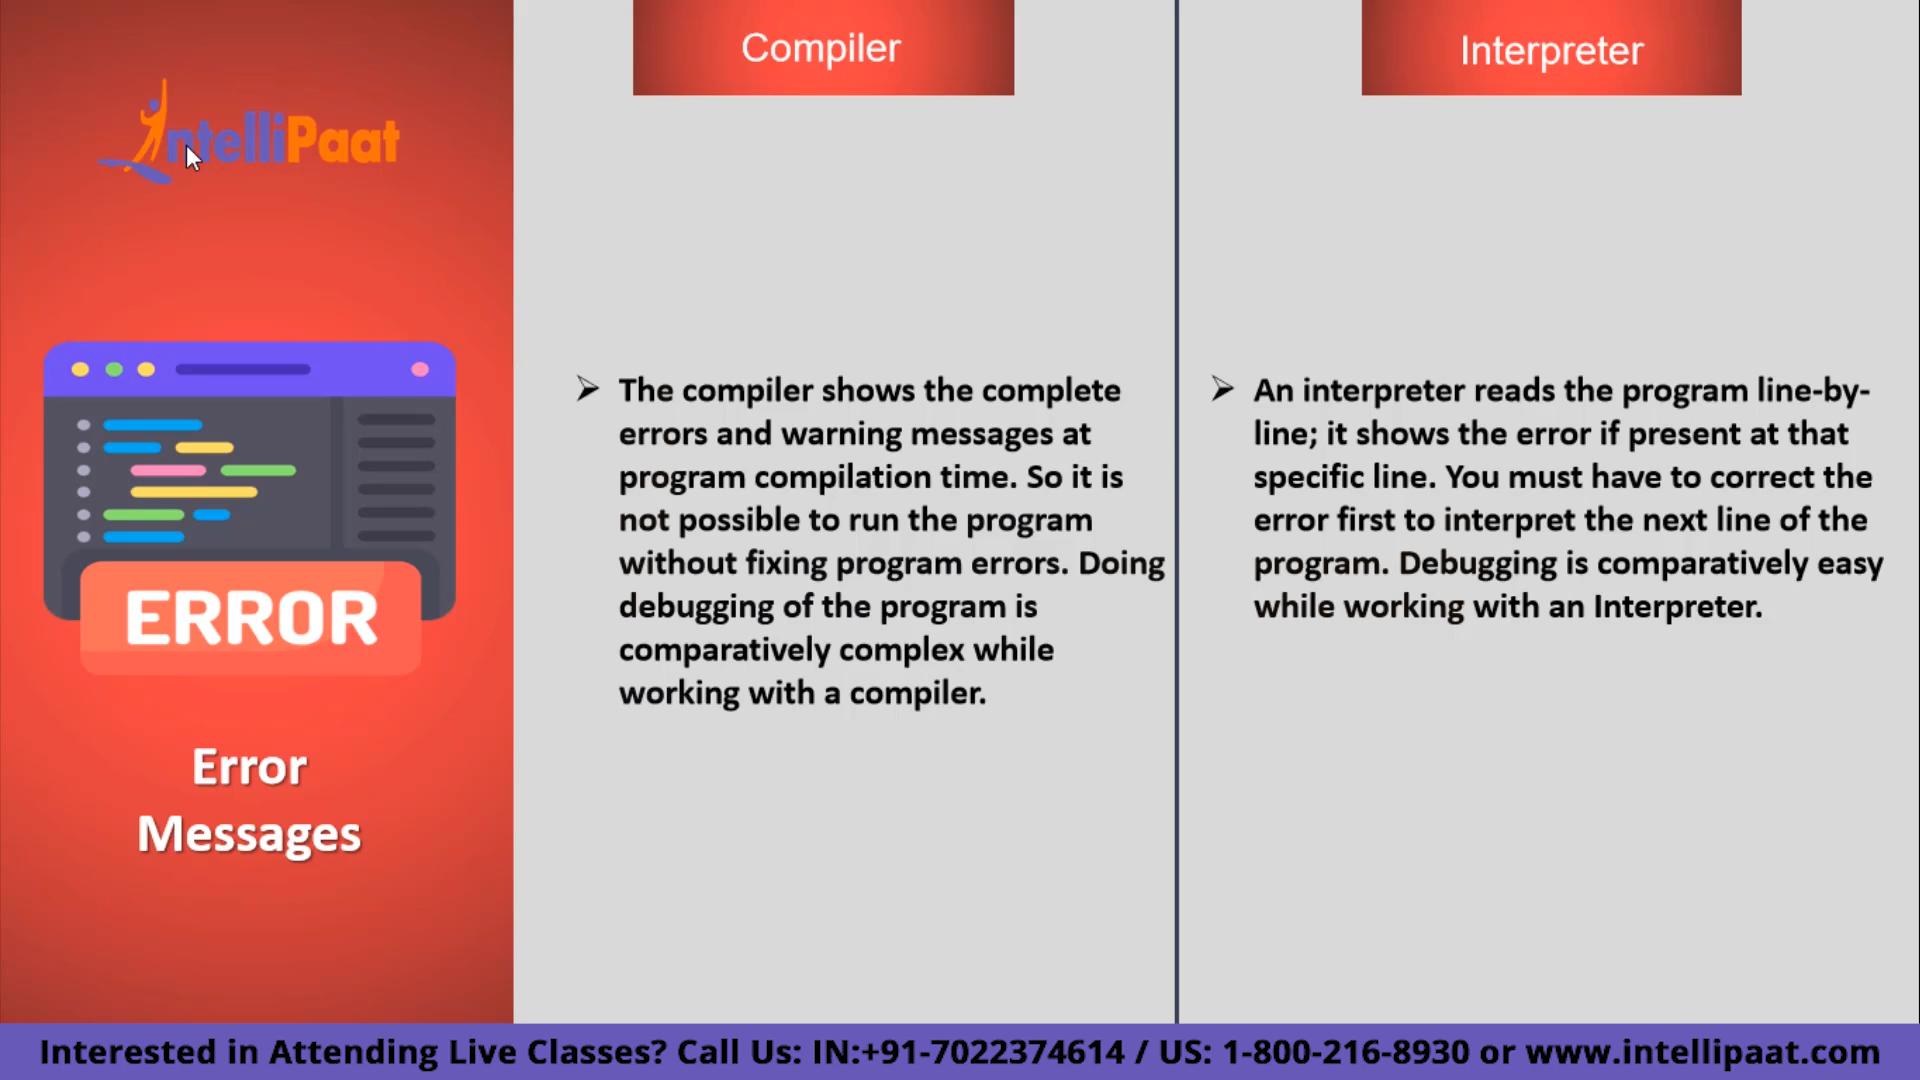 IntelliPaat
ERROR
Error
Messages
Compiler
➢ The compiler shows the complete
errors and warning messages at
program compilation time. So it is
not possible to run the program
without fixing program errors. Doing
debugging of the program is
comparatively complex while
working with a compiler.
Interpreter
➢ An interpreter reads the program line-by-
line; it shows the error if present at that
specific line. You must have to correct the
error first to interpret the next line of the
program. Debugging is comparatively easy
while working with an Interpreter.
Interested in Attending Live Classes? Call Us: IN:+91-7022374614 / US: 1-800-216-8930 or www.intellipaat.com